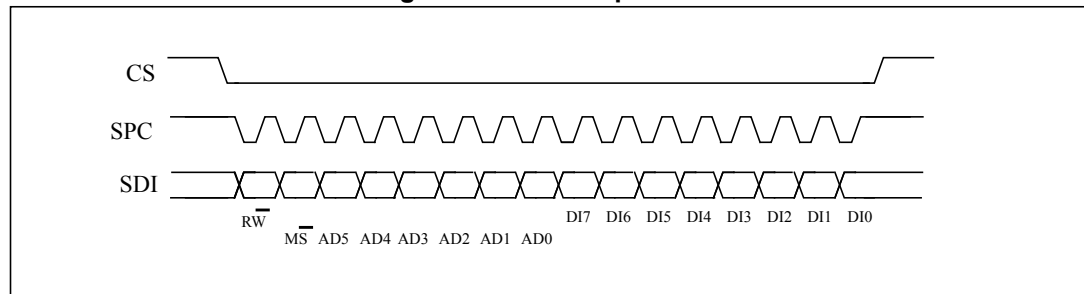 CS
SPC
SDI
RW̅ DI7 DI6 DI5 DI4 DI3 DI2 DI1 DI0
MS̅ AD5 AD4 AD3 AD2 AD1 AD0